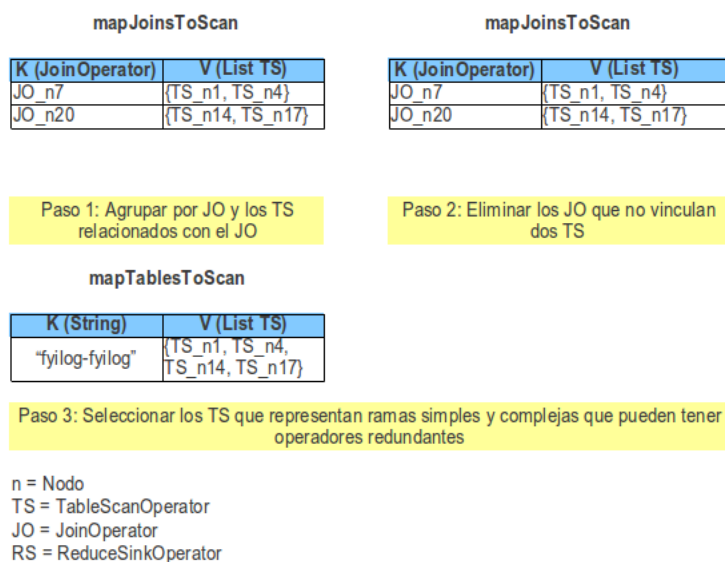 mapJoinsToScan
K (JoinOperator) V (List TS)
JO_n7 {TS_n1, TS_n4}
JO_n20 {TS_n14, TS_n17}
Paso 1: Agrupar por JO y los TS
relacionados con el JO
mapJoinsToScan
K (JoinOperator) V (List TS)
JO_n7 {TS_n1, TS_n4}
JO_n20 {TS_n14, TS_n17}
Paso 2: Eliminar los JO que no vinculan
dos TS
mapTablesToScan
K (String) V (List TS)
“fyilog-fyilog” {TS_n1, TS_n4,
TS_n14, TS_n17}
Paso 3: Seleccionar los TS que representan ramas simples y complejas que pueden tener
operadores redundantes
n = Nodo
TS = TableScanOperator
JO = JoinOperator
RS = ReduceSinkOperator